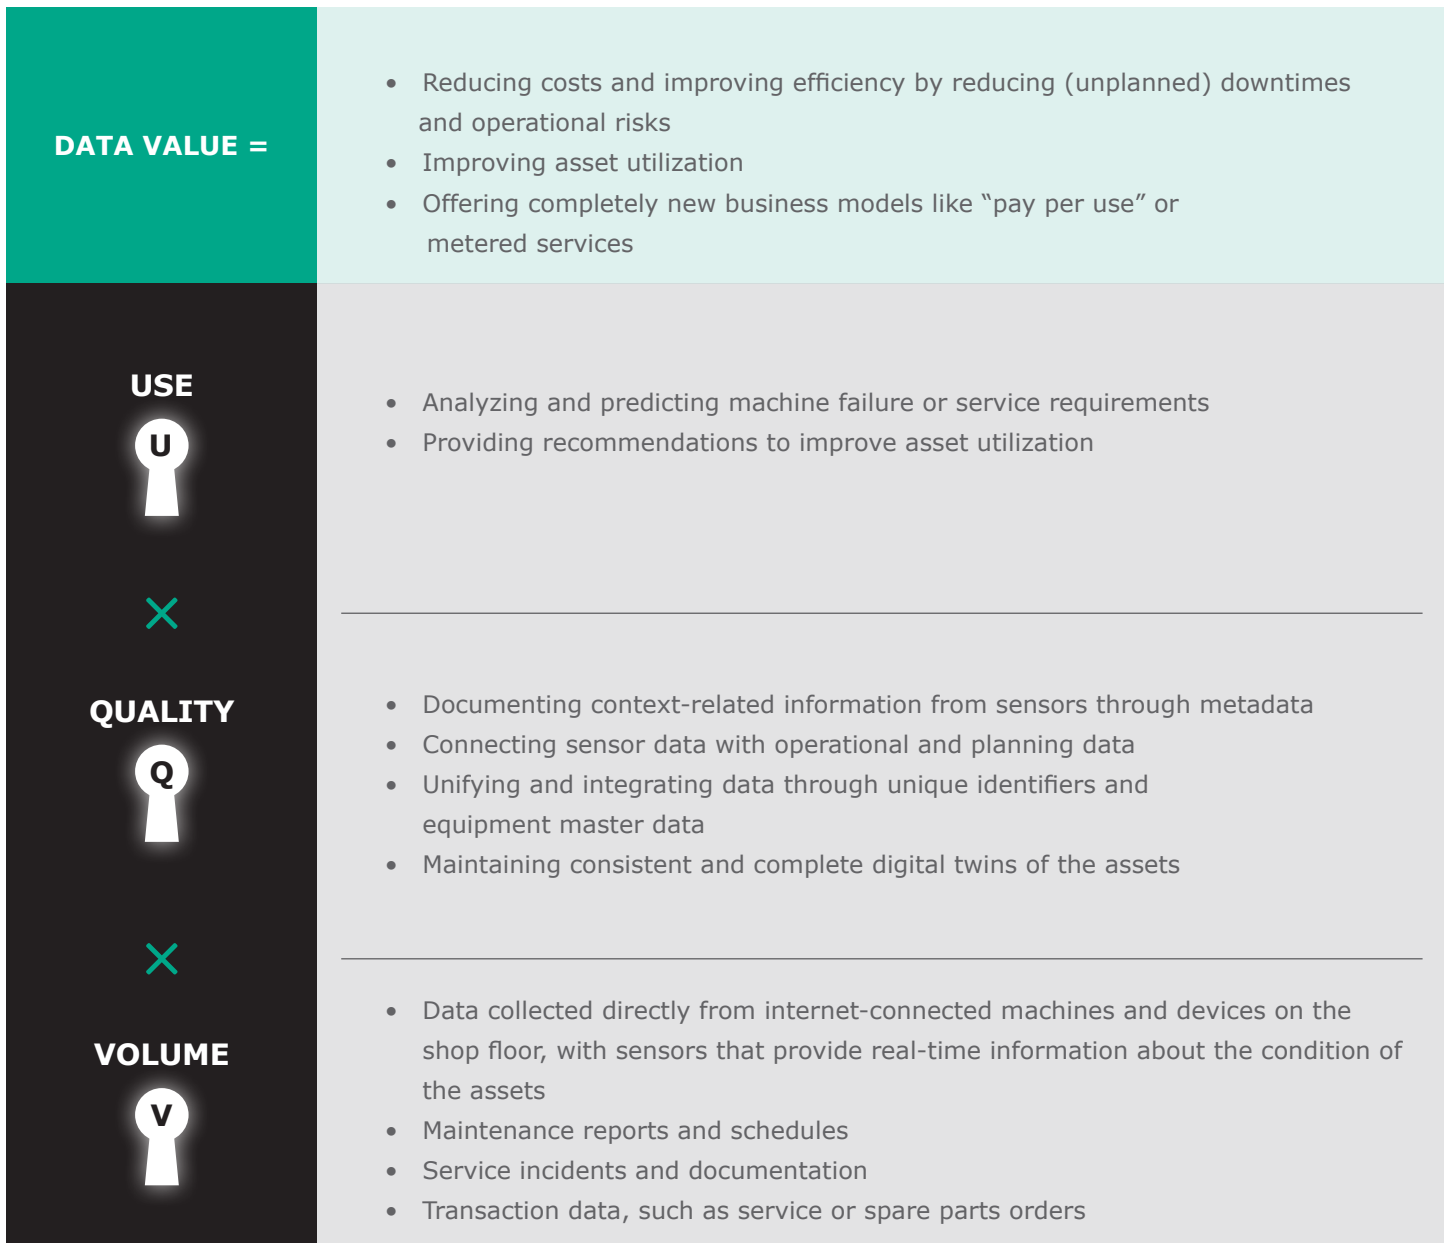 DATA VALUE =
• Reducing costs and improving efficiency by reducing (unplanned) downtimes
and operational risks
• Improving asset utilization
• Offering completely new business models like “pay per use” or
metered services
USE
U
• Analyzing and predicting machine failure or service requirements
• Providing recommendations to improve asset utilization
×
QUALITY
Q
• Documenting context-related information from sensors through metadata
• Connecting sensor data with operational and planning data
• Unifying and integrating data through unique identifiers and
equipment master data
• Maintaining consistent and complete digital twins of the assets
×
VOLUME
V
• Data collected directly from internet-connected machines and devices on the
shop floor, with sensors that provide real-time information about the condition of
the assets
• Maintenance reports and schedules
• Service incidents and documentation
• Transaction data, such as service or spare parts orders